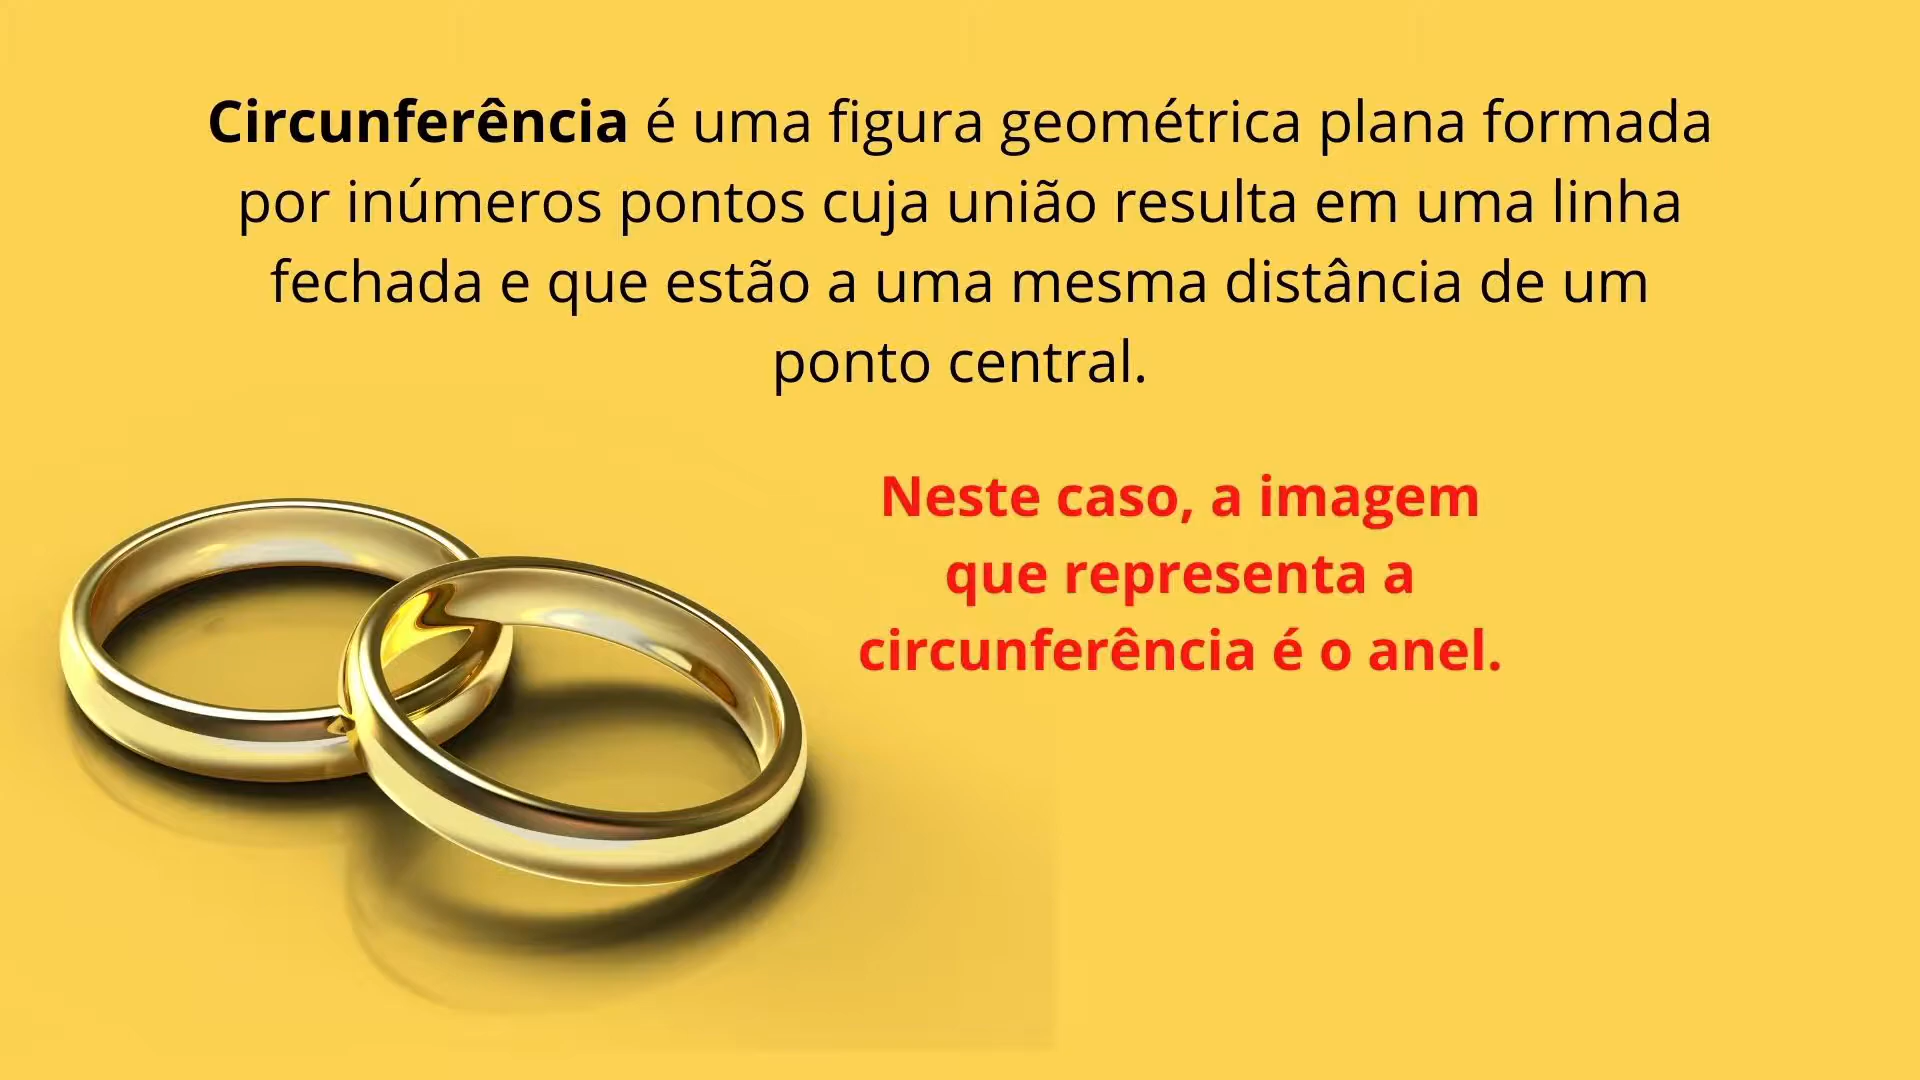 Circunferência é uma figura geométrica plana formada
por inúmeros pontos cuja união resulta em uma linha
fechada e que estão a uma mesma distância de um
ponto central.
Neste caso, a imagem
que representa a
circunferência é o anel.